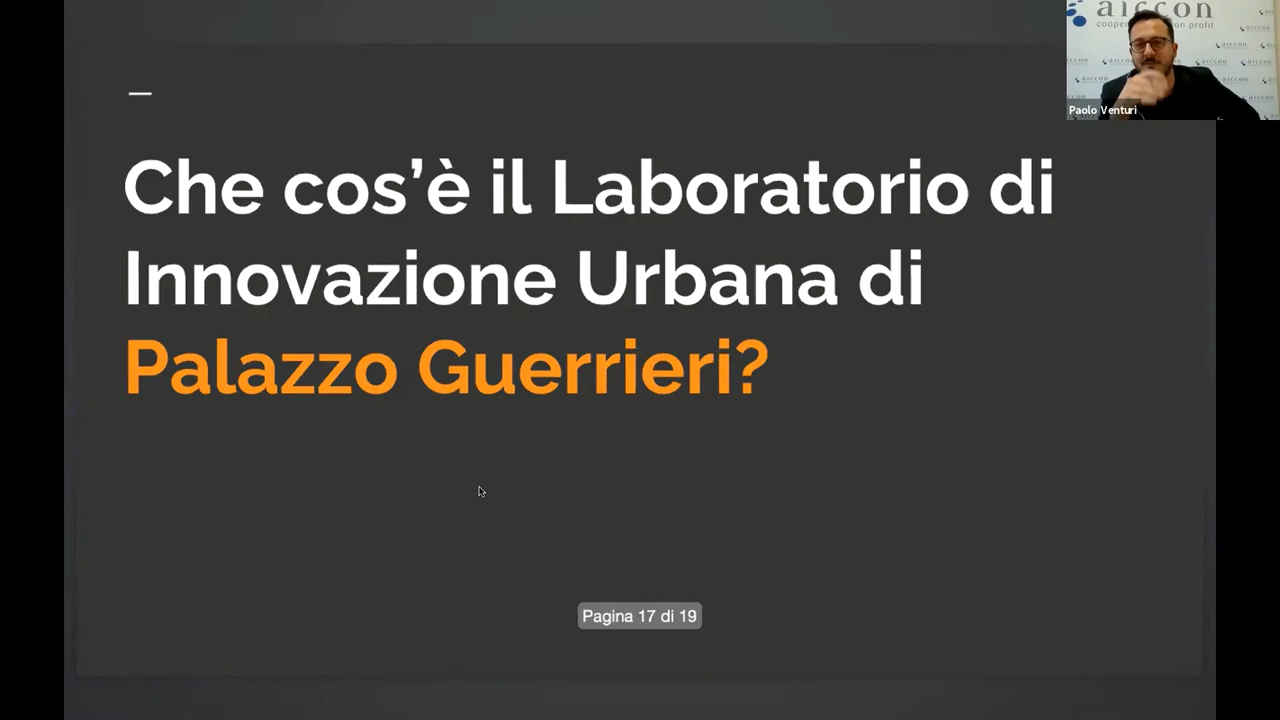 aiccon
Paolo Venturi
Che cos’è il Laboratorio di
Innovazione Urbana di
Palazzo Guerrieri?
Pagina 17 di 19